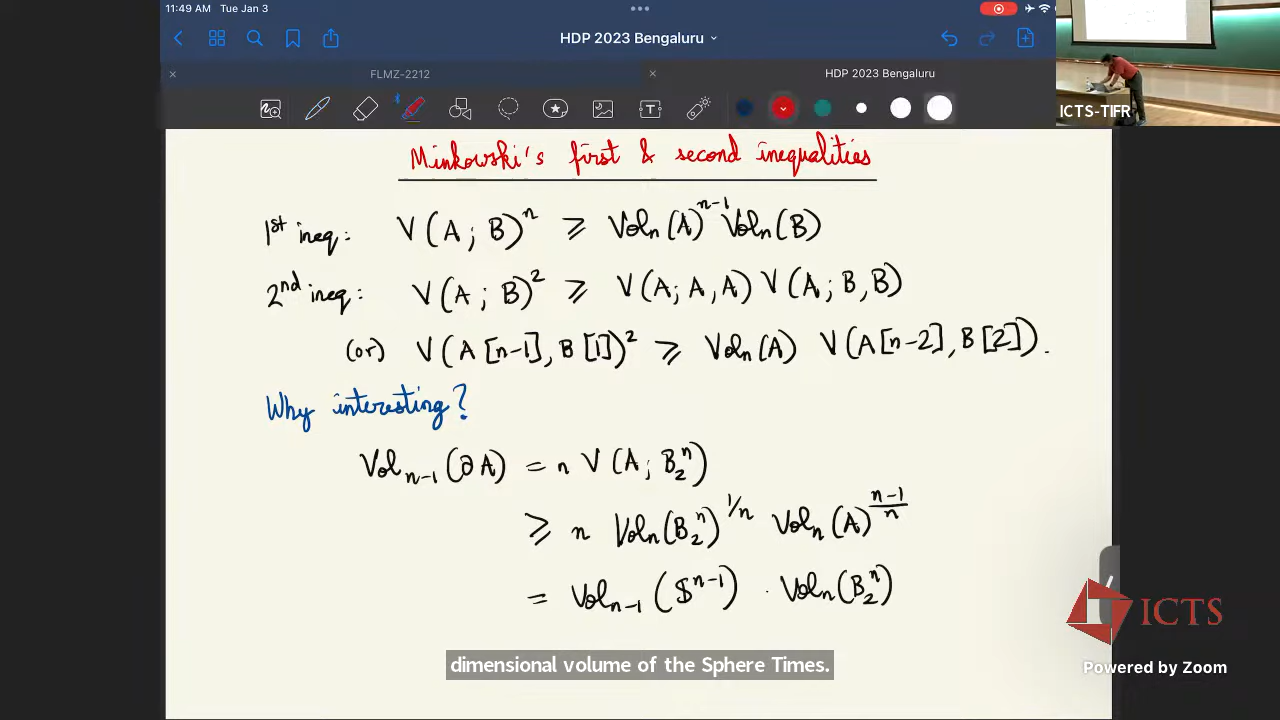 11:49 AM Tue Jan 3
HDP 2023 Bengaluru
FLMZ-2212
HDP 2023 Bengaluru
ICTS-TIFR
Minkowski's first & second inequalities
1st ineq: V(A; B)^n ≥ Vol_n(A)^{n-1} Vol_n(B)
2nd ineq: V(A; B)^2 ≥ V(A; A, A) V(A; B, B)
(or) V(A[n-1], B[1])^2 ≥ Vol_n(A) V(A[n-2], B[2]).
Why interesting?
Vol_{n-1}(∂A) = n V(A; B_2^n)
≥ n Vol_n(B_2^n)^{1/n} Vol_n(A)^{\frac{n-1}{n}}
= Vol_{n-1}($^{n-1}) · Vol_n(B_2^n)
ICTS
dimensional volume of the Sphere Times.
Powered by Zoom